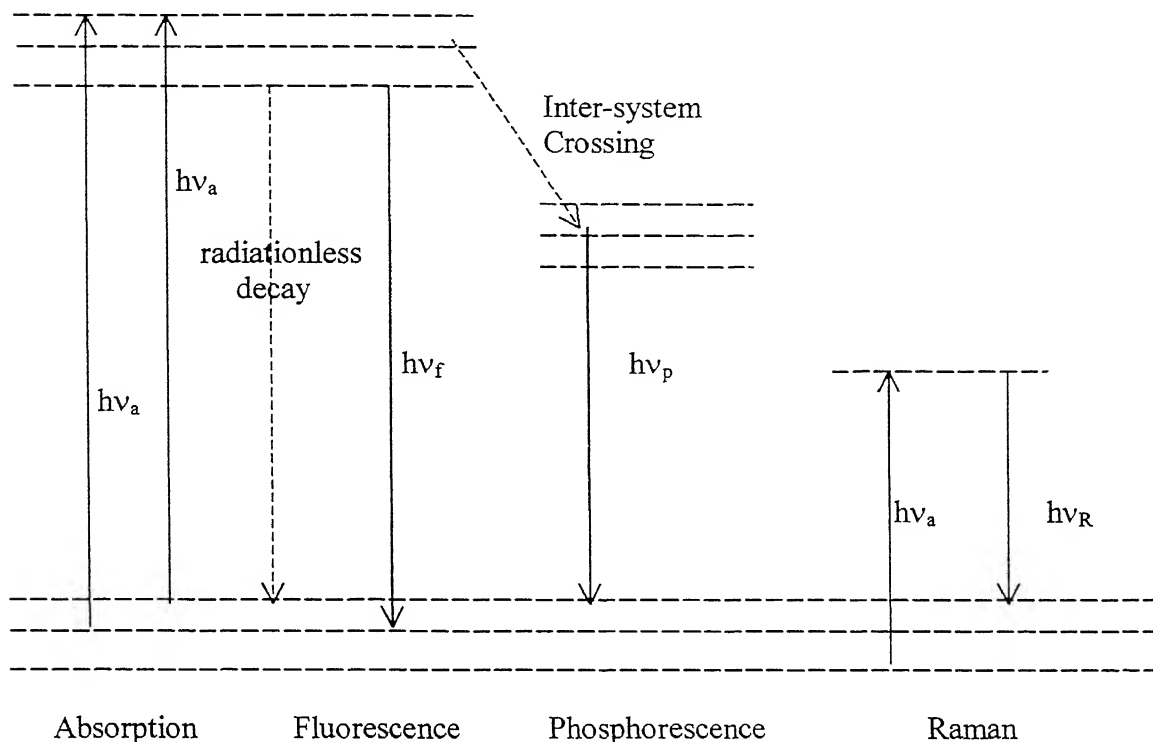 Inter-system
Crossing
hνa
radiationless
decay
hνf
hνp
hνa
hνa
hνR
Absorption Fluorescence Phosphorescence Raman